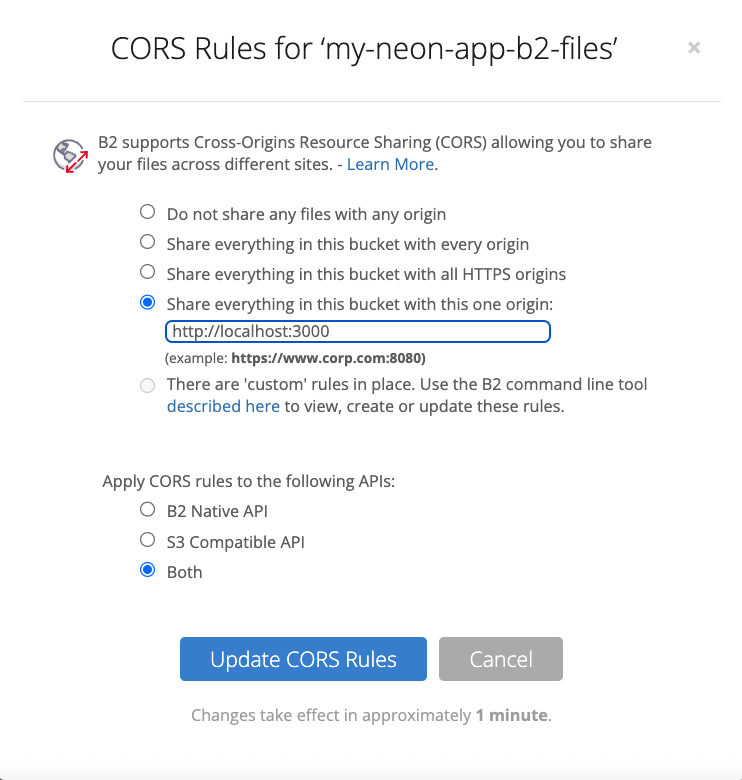 CORS Rules for ‘my-neon-app-b2-files’
×
B2 supports Cross-Origins Resource Sharing (CORS) allowing you to share
your files across different sites. - Learn More.
Do not share any files with any origin
Share everything in this bucket with every origin
Share everything in this bucket with all HTTPS origins
Share everything in this bucket with this one origin:
http://localhost:3000
(example: https://www.corp.com:8080)
There are 'custom' rules in place. Use the B2 command line tool
described here to view, create or update these rules.
Apply CORS rules to the following APIs:
B2 Native API
S3 Compatible API
Both
Update CORS Rules
Cancel
Changes take effect in approximately 1 minute.